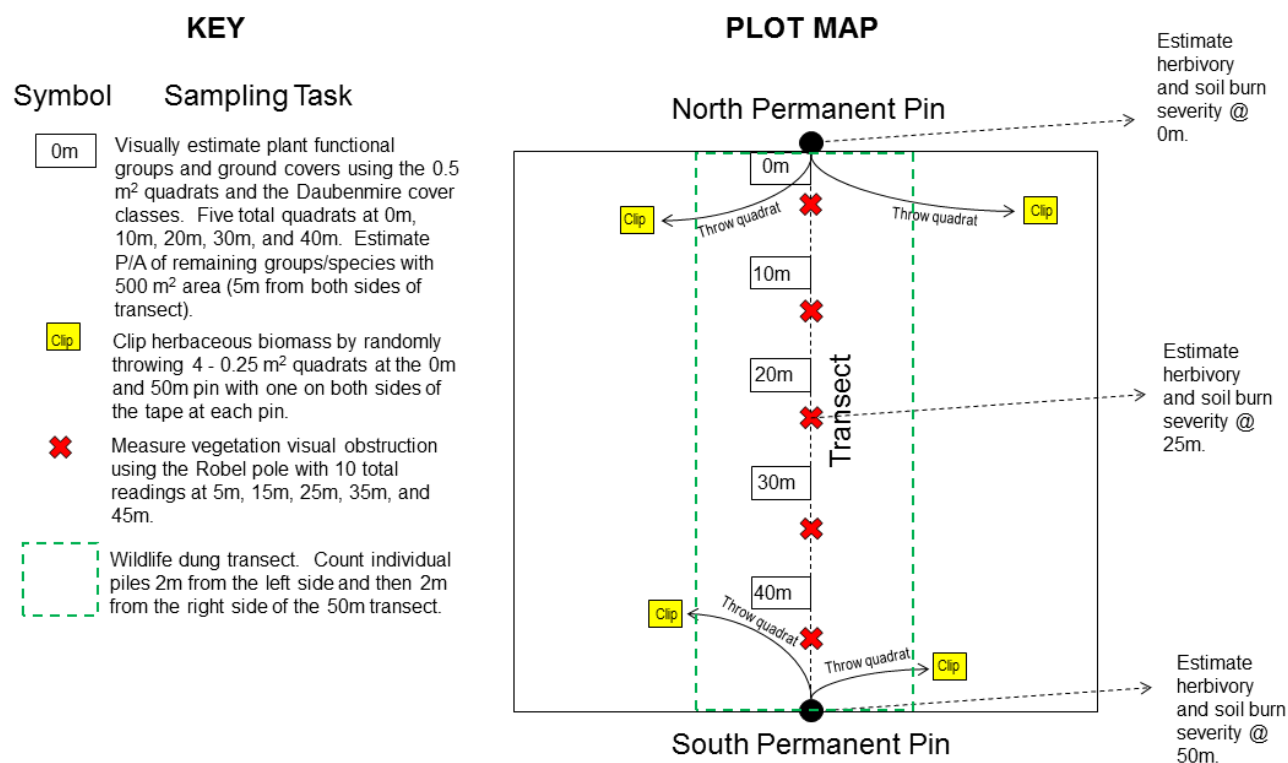 KEY
Symbol Sampling Task
0m
Visually estimate plant functional
groups and ground covers using the 0.5
m² quadrats and the Daubenmire cover
classes. Five total quadrats at 0m,
10m, 20m, 30m, and 40m. Estimate
P/A of remaining groups/species with
500 m² area (5m from both sides of
transect).
Clip
Clip herbaceous biomass by randomly
throwing 4 - 0.25 m² quadrats at the 0m
and 50m pin with one on both sides of
the tape at each pin.
Measure vegetation visual obstruction
using the Robel pole with 10 total
readings at 5m, 15m, 25m, 35m, and
45m.
Wildlife dung transect. Count individual
piles 2m from the left side and then 2m
from the right side of the 50m transect.
PLOT MAP
North Permanent Pin
0m
Clip
Throw quadrat
Throw quadrat
Clip
10m
20m
Transect
30m
40m
Clip
Throw quadrat
Throw quadrat
Clip
South Permanent Pin
Estimate
herbivory
and soil burn
severity @
0m.
Estimate
herbivory
and soil burn
severity @
25m.
Estimate
herbivory
and soil burn
severity @
50m.